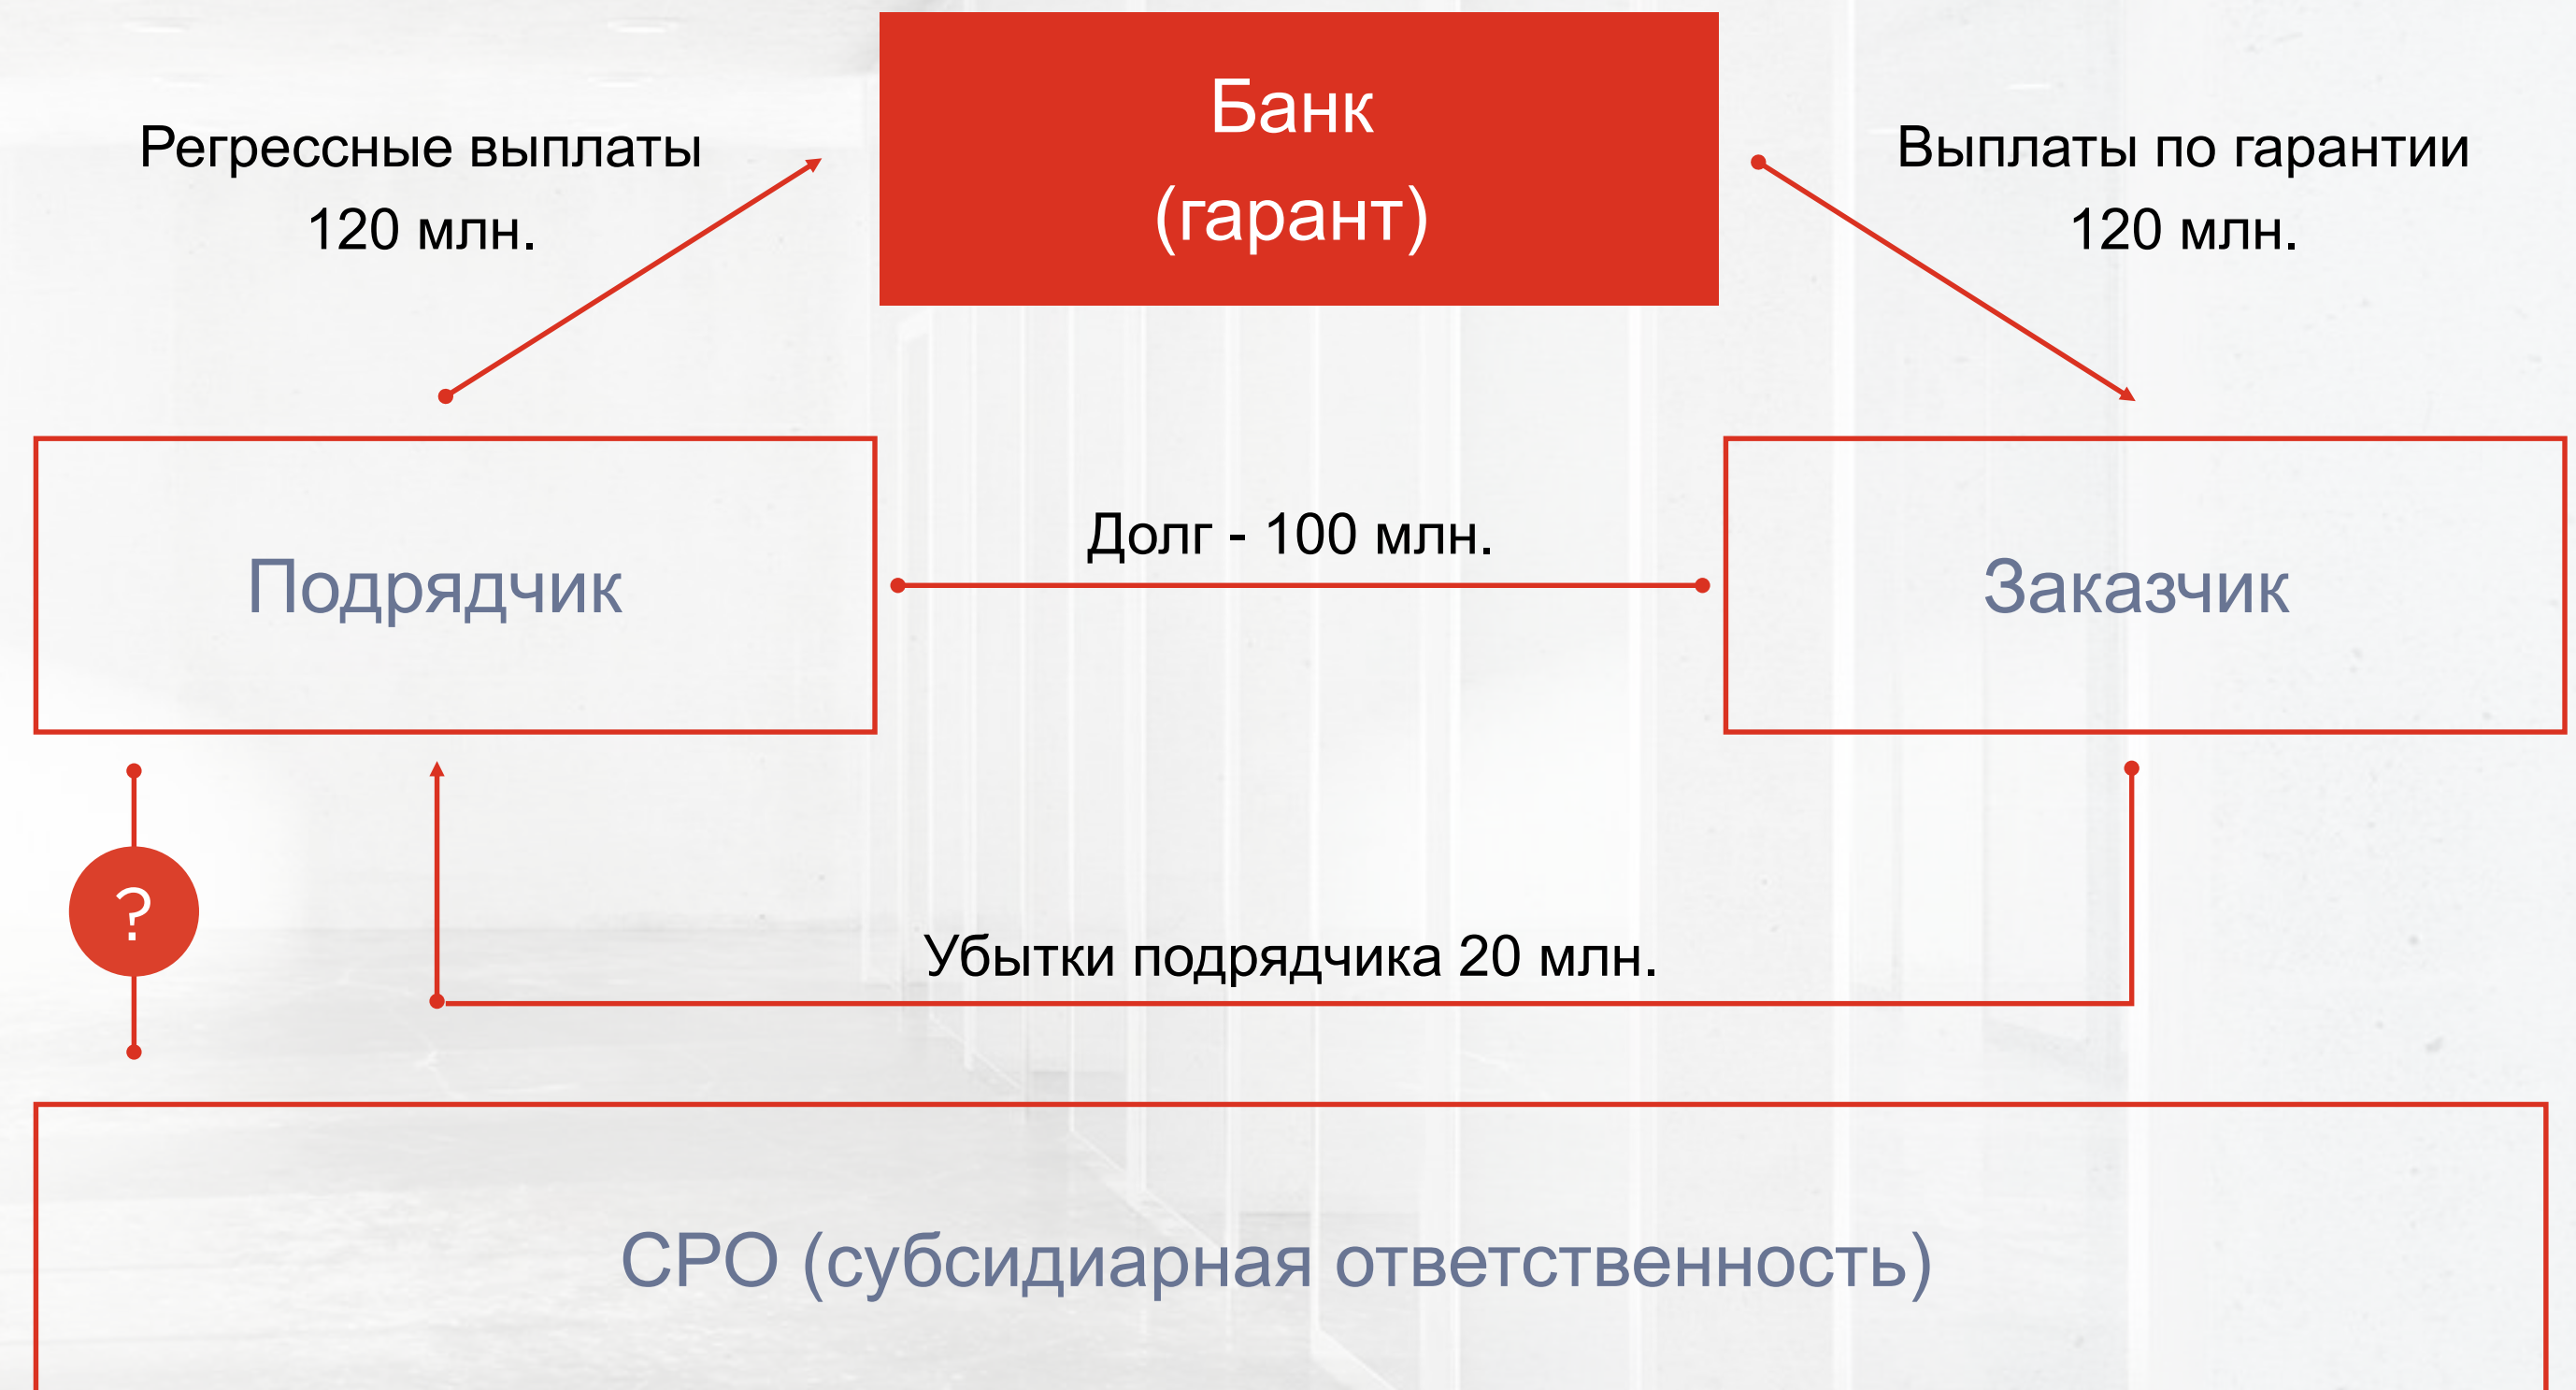 Банк
(гарант)
Регрессные выплаты
120 млн.
Выплаты по гарантии
120 млн.
Подрядчик
Долг - 100 млн.
Заказчик
?
Убытки подрядчика 20 млн.
СРО (субсидиарная ответственность)